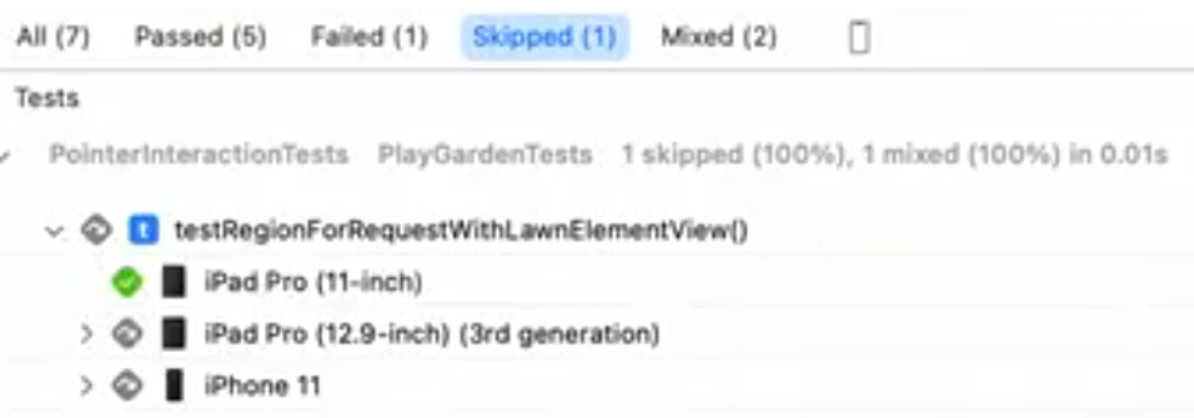 All (7) Passed (5) Failed (1) Skipped (1) Mixed (2)
Tests
PointerInteractionTests PlayGardenTests 1 skipped (100%), 1 mixed (100%) in 0.01s
t testRegionForRequestWithLawnElementView()
iPad Pro (11-inch)
iPad Pro (12.9-inch) (3rd generation)
iPhone 11